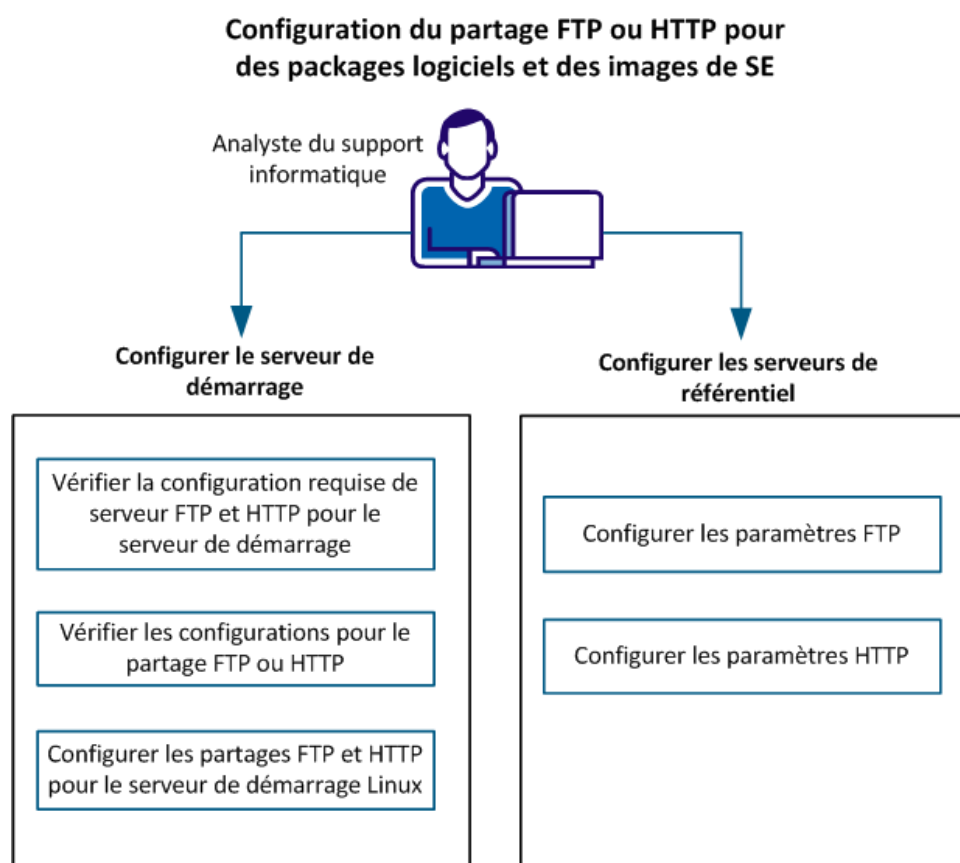 Configuration du partage FTP ou HTTP pour
des packages logiciels et des images de SE
Analyste du support
informatique
Configurer le serveur de
démarrage
Vérifier la configuration requise de
serveur FTP et HTTP pour le
serveur de démarrage
Vérifier les configurations pour le
partage FTP ou HTTP
Configurer les partages FTP et HTTP
pour le serveur de démarrage Linux
Configurer les serveurs de
référentiel
Configurer les paramètres FTP
Configurer les paramètres HTTP